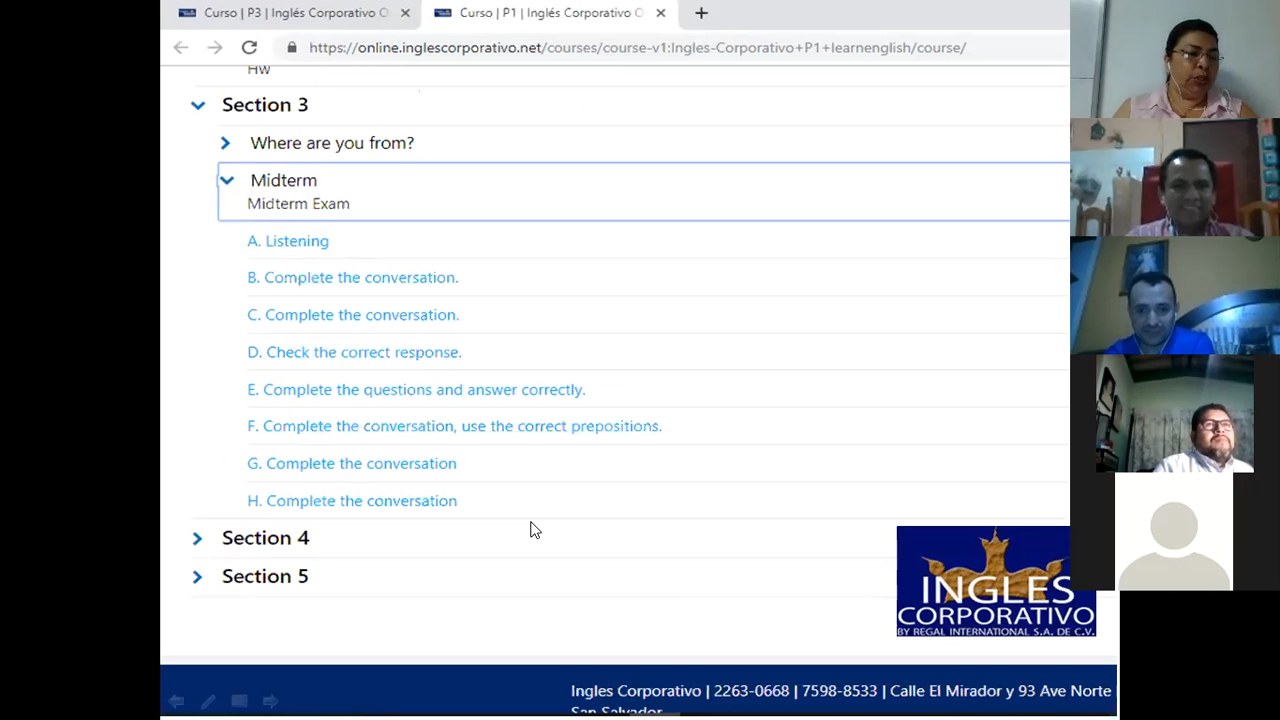 Curso | P3 | Inglés Corporativo O
Curso | P1 | Inglés Corporativo O
https://online.inglescorporativo.net/courses/course-v1:Ingles-Corporativo+P1+learnenglish/course/
Hw
Section 3
Where are you from?
Midterm
Midterm Exam
A. Listening
B. Complete the conversation.
C. Complete the conversation.
D. Check the correct response.
E. Complete the questions and answer correctly.
F. Complete the conversation, use the correct prepositions.
G. Complete the conversation
H. Complete the conversation
Section 4
Section 5
INGLES
CORPORATIVO
BY REGAL INTERNATIONAL S.A. DE C.V.
Ingles Corporativo | 2263-0668 | 7598-8533 | Calle El Mirador y 93 Ave Norte
San Salvador